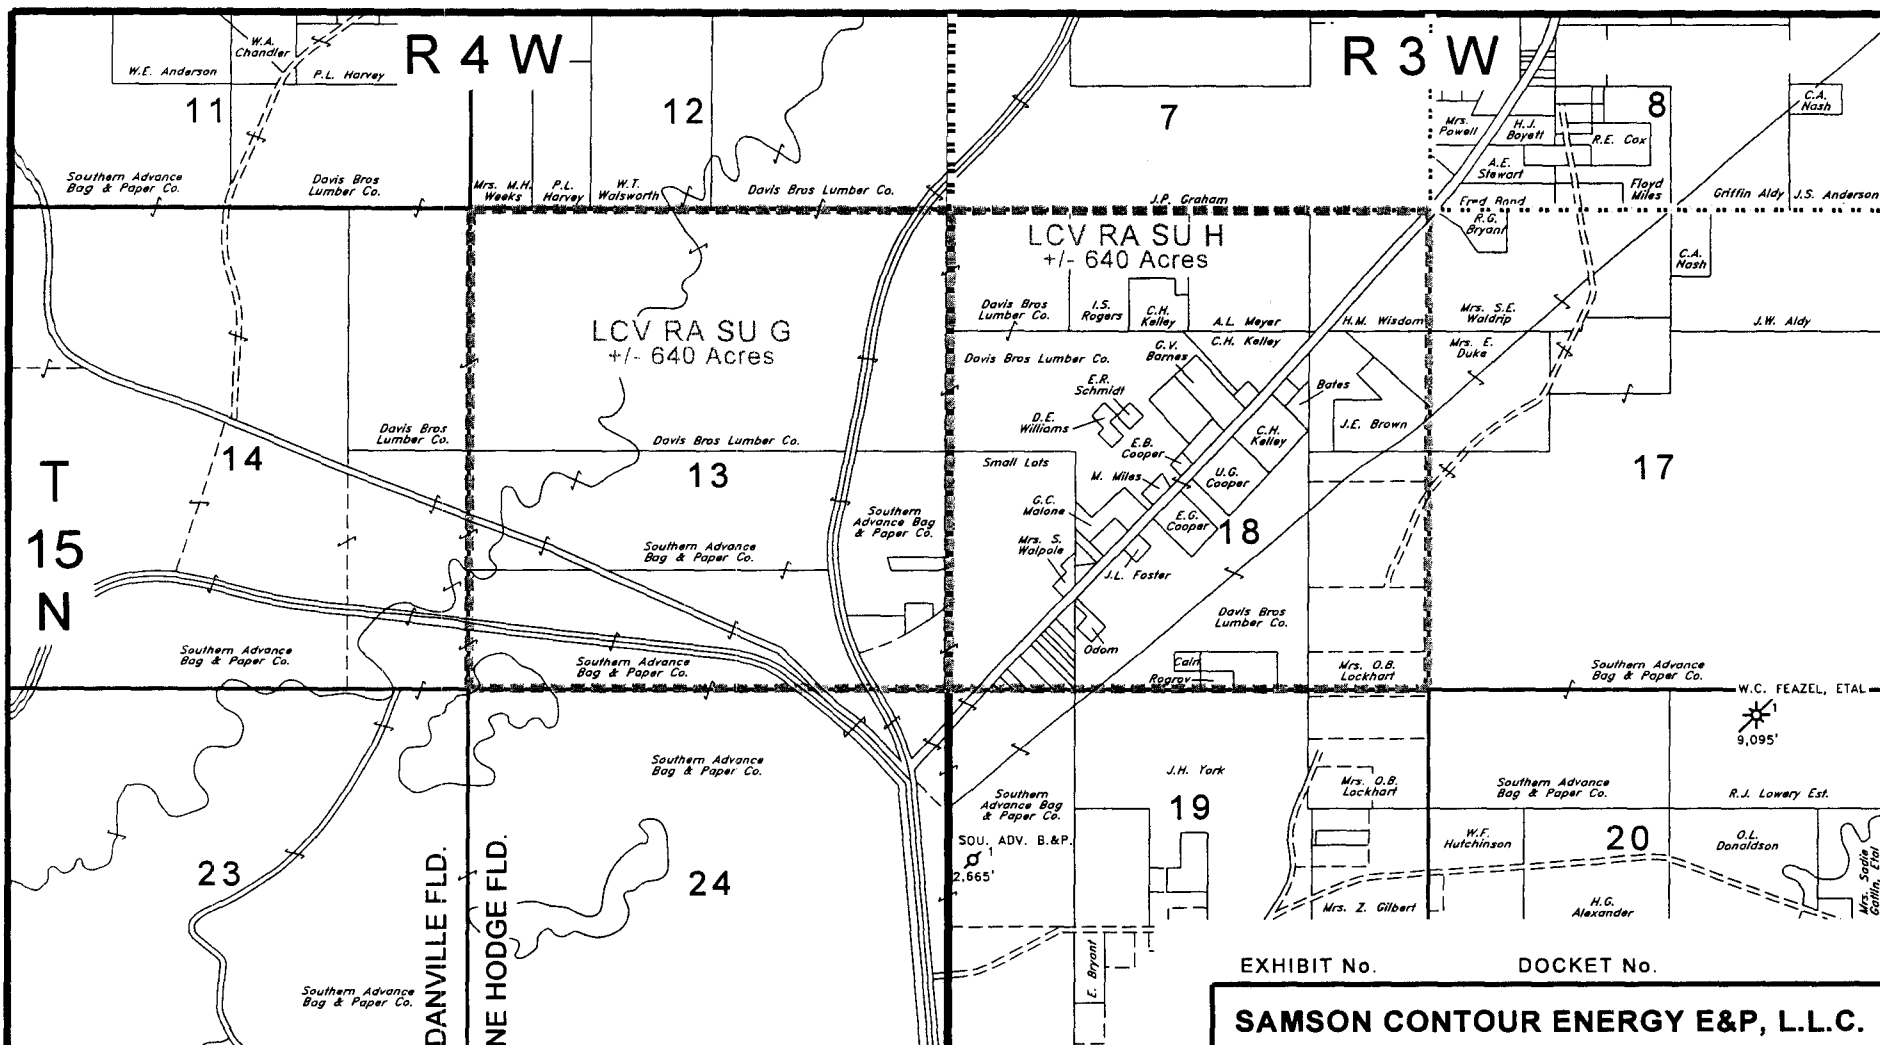 R 4 W
R 3 W
W.A.
Chandler
W.E. Anderson
P.L. Harvey
11
12
7
8
C.A.
Nash
Mrs.
Powell
H.J.
Boyett
R.E. Cox
A.E.
Stewart
Southern Advance
Bag & Paper Co.
Davis Bros
Lumber Co.
Mrs. M.H.
Weeks
P.L.
Harvey
W.T.
Walsworth
Davis Bros Lumber Co.
J.P. Graham
Fred Bond
Floyd
Miles
Griffin Aldy
J.S. Anderson
R.G.
Bryant
C.A.
Nash
LCV RA SU H
+/- 640 Acres
LCV RA SU G
+/- 640 Acres
Davis Bros
Lumber Co.
I.S.
Rogers
C.H.
Kelley
A.L. Meyer
H.M. Wisdom
Mrs. S.E.
Waldrip
J.W. Aldy
C.H. Kelley
Mrs. E.
Duke
G.V.
Barnes
Davis Bros Lumber Co.
E.R.
Schmidt
Bates
D.E.
Williams
J.E. Brown
C.H.
Kelley
E.B.
Cooper
Davis Bros
Lumber Co.
Davis Bros Lumber Co.
T
15
N
14
13
Small Lots
M. Miles
U.G.
Cooper
17
G.C.
Malone
E.G.
Cooper
18
Southern
Advance Bag
& Paper Co.
Southern Advance
Bag & Paper Co.
Mrs. S.
Walpole
J.L. Foster
Davis Bros
Lumber Co.
Odom
Cain
Southern Advance
Bag & Paper Co.
Southern Advance
Bag & Paper Co.
Mrs. O.B.
Lockhart
Southern Advance
Bag & Paper Co.
W.C. FEAZEL, ETAL
1
9,095'
Southern Advance
Bag & Paper Co.
J.H. York
Mrs. O.B.
Lockhart
Southern Advance
Bag & Paper Co.
R.J. Lowery Est.
Southern
Advance Bag
& Paper Co.
19
SOU. ADV. B.&P.
1
2,665'
W.F.
Hutchinson
20
O.L.
Donaldson
Mrs. Sadie
Gatlin, Etal
23
24
Mrs. Z. Gilbert
H.G.
Alexander
E. Bryant
Southern Advance
Bag & Paper Co.
DANVILLE FLD.
NE HODGE FLD.
EXHIBIT No.
DOCKET No.
SAMSON CONTOUR ENERGY E&P, L.L.C.